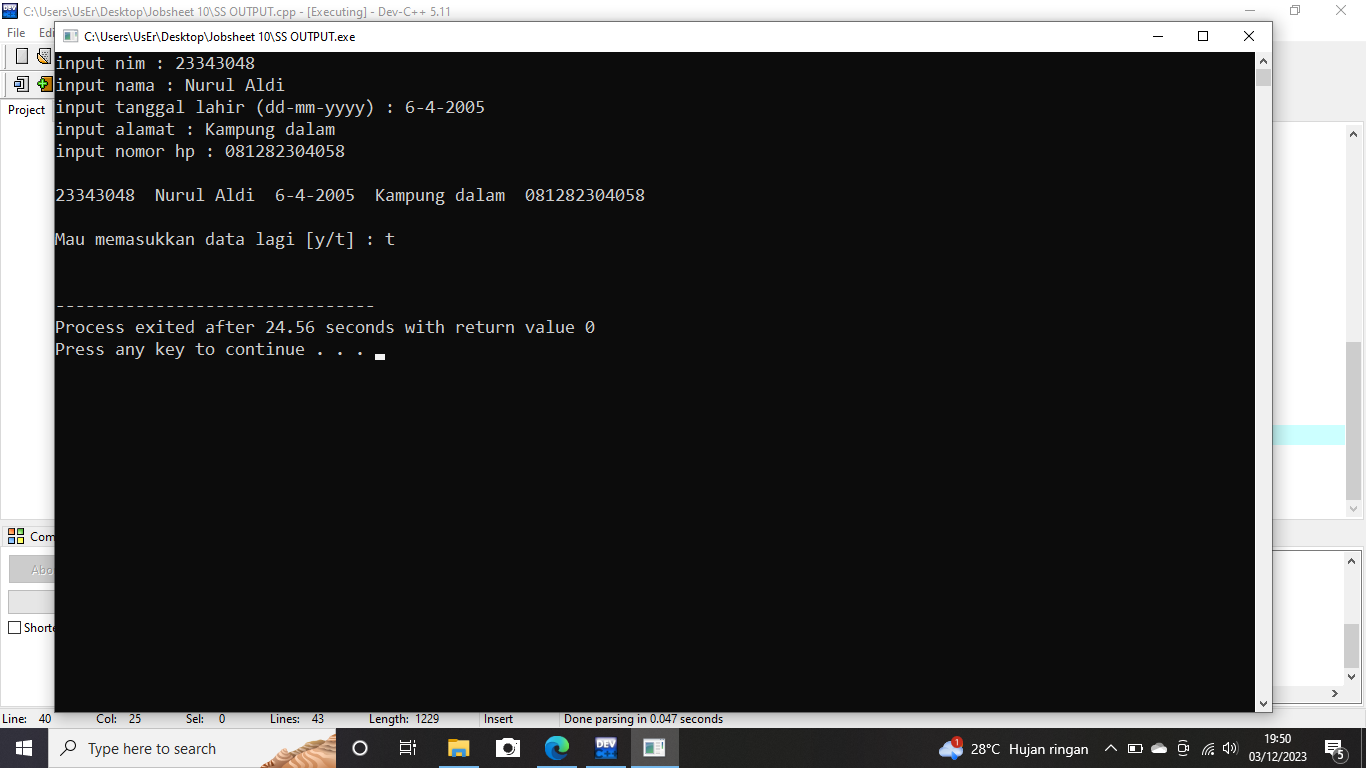 C:\Users\UsEr\Desktop\Jobsheet 10\SS OUTPUT.cpp - [Executing] - Dev-C++ 5.11
File
C:\Users\UsEr\Desktop\Jobsheet 10\SS OUTPUT.exe
Project
input nim : 23343048
input nama : Nurul Aldi
input tanggal lahir (dd-mm-yyyy) : 6-4-2005
input alamat : Kampung dalam
input nomor hp : 081282304058
23343048  Nurul Aldi  6-4-2005  Kampung dalam  081282304058
Mau memasukkan data lagi [y/t] : t
--------------------------------
Process exited after 24.56 seconds with return value 0
Press any key to continue . . .
Com
Abo
Shorte
Line: 40 Col: 25 Sel: 0 Lines: 43 Length: 1229 Insert Done parsing in 0.047 seconds
Type here to search
DEV
1
28°C Hujan ringan
19:50
03/12/2023
5